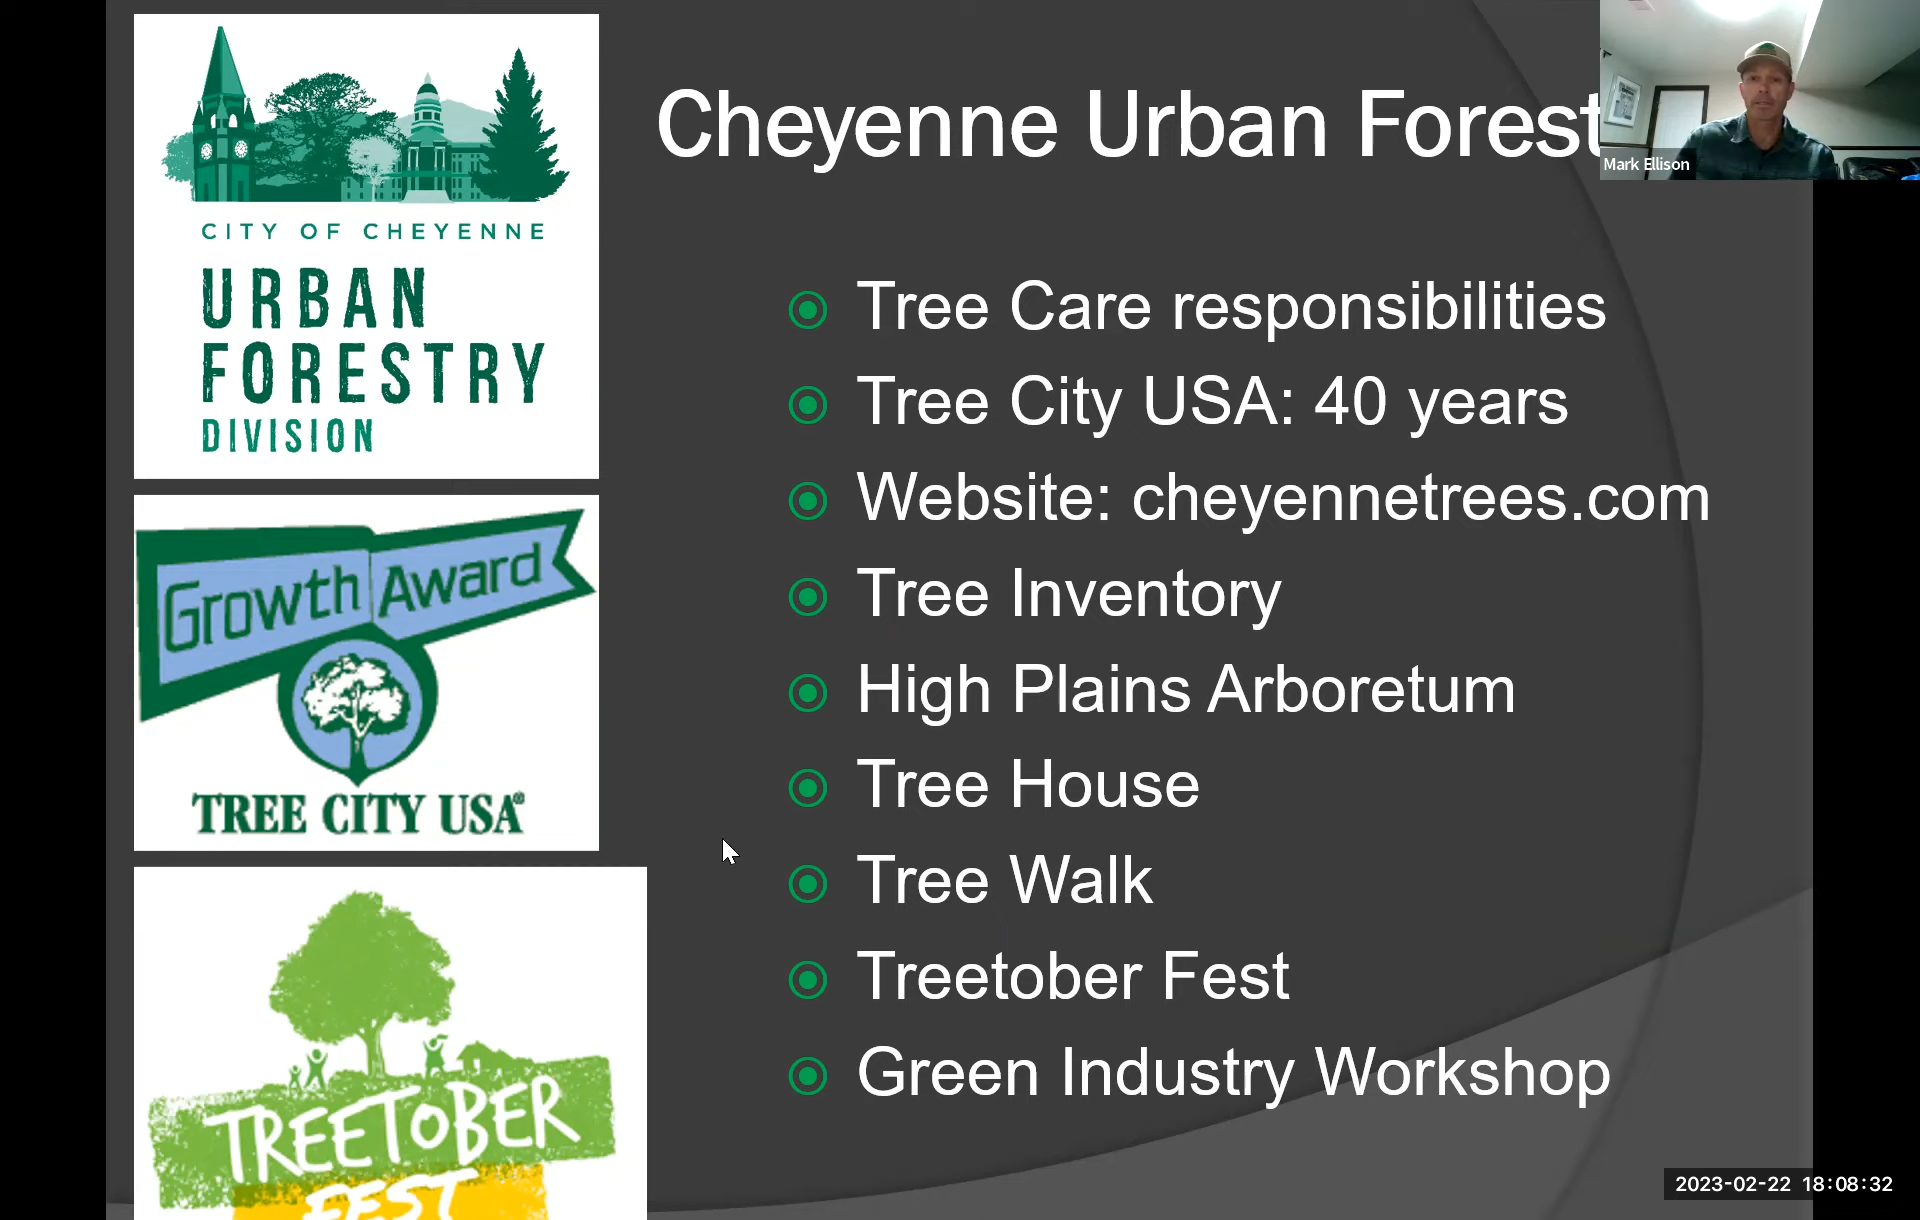 CITY OF CHEYENNE
URBAN
FORESTRY
DIVISION
Growth Award
TREE CITY USA®
TREETOBER
FEST
Cheyenne Urban Forest
Mark Ellison
Tree Care responsibilities
Tree City USA: 40 years
Website: cheyennetrees.com
Tree Inventory
High Plains Arboretum
Tree House
Tree Walk
Treetober Fest
Green Industry Workshop
2023-02-22 18:08:32